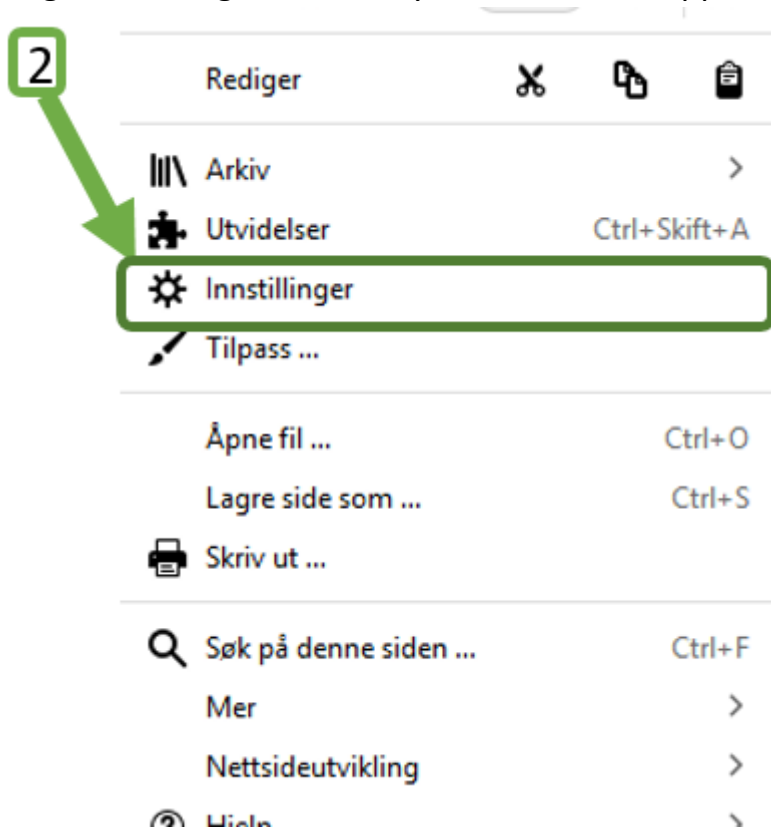 2
Rediger
Arkiv
Utvidelser Ctrl+Skift+A
Innstillinger
Tilpass ...
Åpne fil ... Ctrl+O
Lagre side som ... Ctrl+S
Skriv ut ...
Søk på denne siden ... Ctrl+F
Mer
Nettsideutvikling
Hjelp